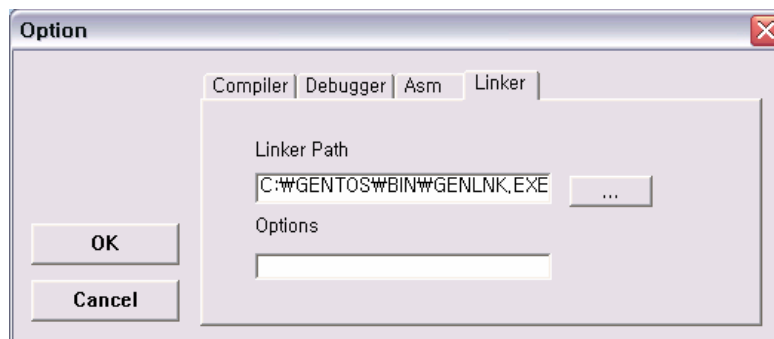 Option
Compiler Debugger Asm Linker
Linker Path
C:₩GENTOS₩BIN₩GENLNK.EXE
...
Options
OK
Cancel